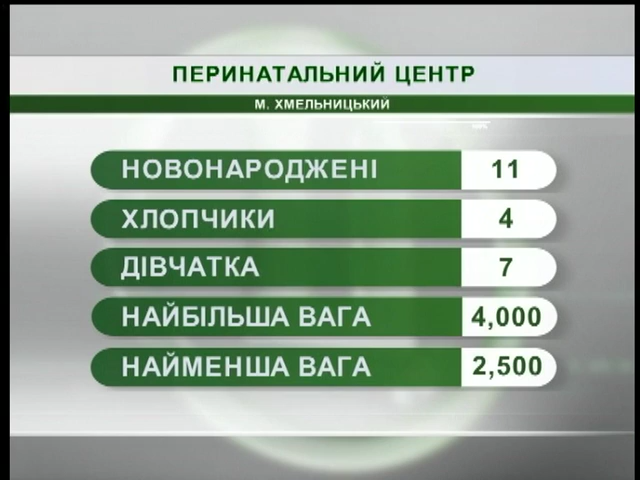 ПЕРИНАТАЛЬНИЙ ЦЕНТР
М. ХМЕЛЬНИЦЬКИЙ
НОВОНАРОДЖЕНІ 11
ХЛОПЧИКИ 4
ДІВЧАТКА 7
НАЙБІЛЬША ВАГА 4,000
НАЙМЕНША ВАГА 2,500